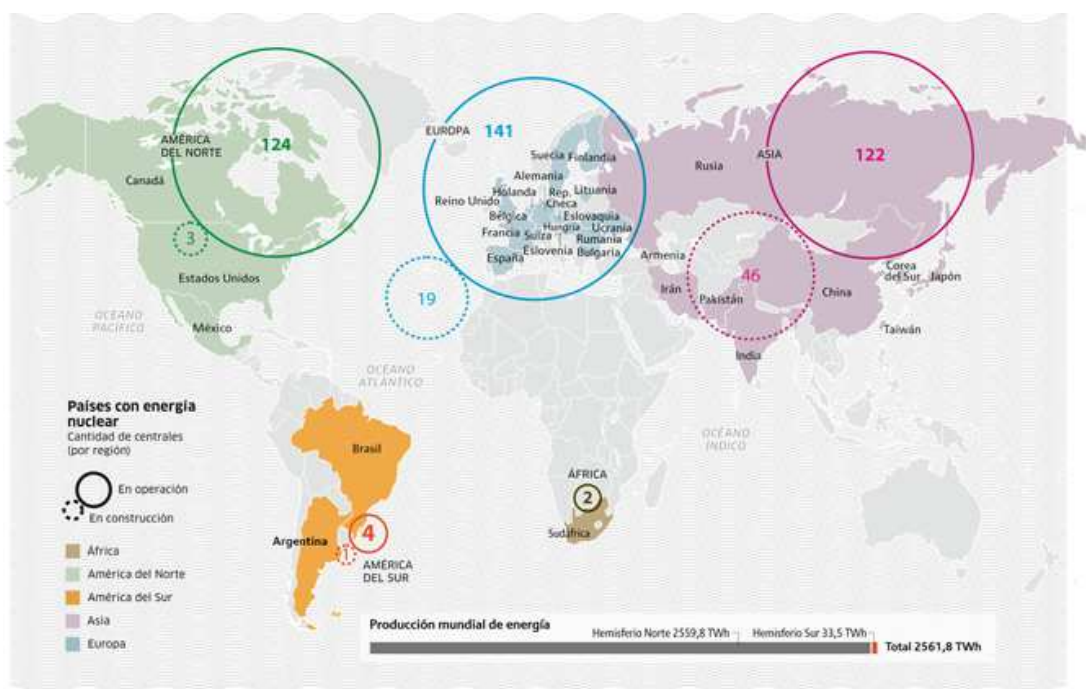 AMÉRICA
DEL NORTE
124
Canadá
3
Estados Unidos
México
OCÉANO
PACÍFICO
EUROPA
141
Suecia
Finlandia
Alemania
Holanda
Rep.
Checa
Lituania
Reino Unido
Bélgica
Eslovaquia
Francia
Suiza
Hungría
Ucrania
Rumania
España
Eslovenia
Bulgaria
19
OCÉANO
ATLÁNTICO
ASIA
122
Rusia
46
Armenia
Irán
Pakistán
China
Corea
del Sur
Japón
Taiwán
India
OCÉANO
ÍNDICO
Brasil
Argentina
4
1
AMÉRICA
DEL SUR
ÁFRICA
2
Sudáfrica
Países con energía
nuclear
Cantidad de centrales
(por región)
En operación
En construcción
África
América del Norte
América del Sur
Asia
Europa
Producción mundial de energía
Hemisferio Norte 2559,8 TWh
Hemisferio Sur 33,5 TWh
Total 2561,8 TWh